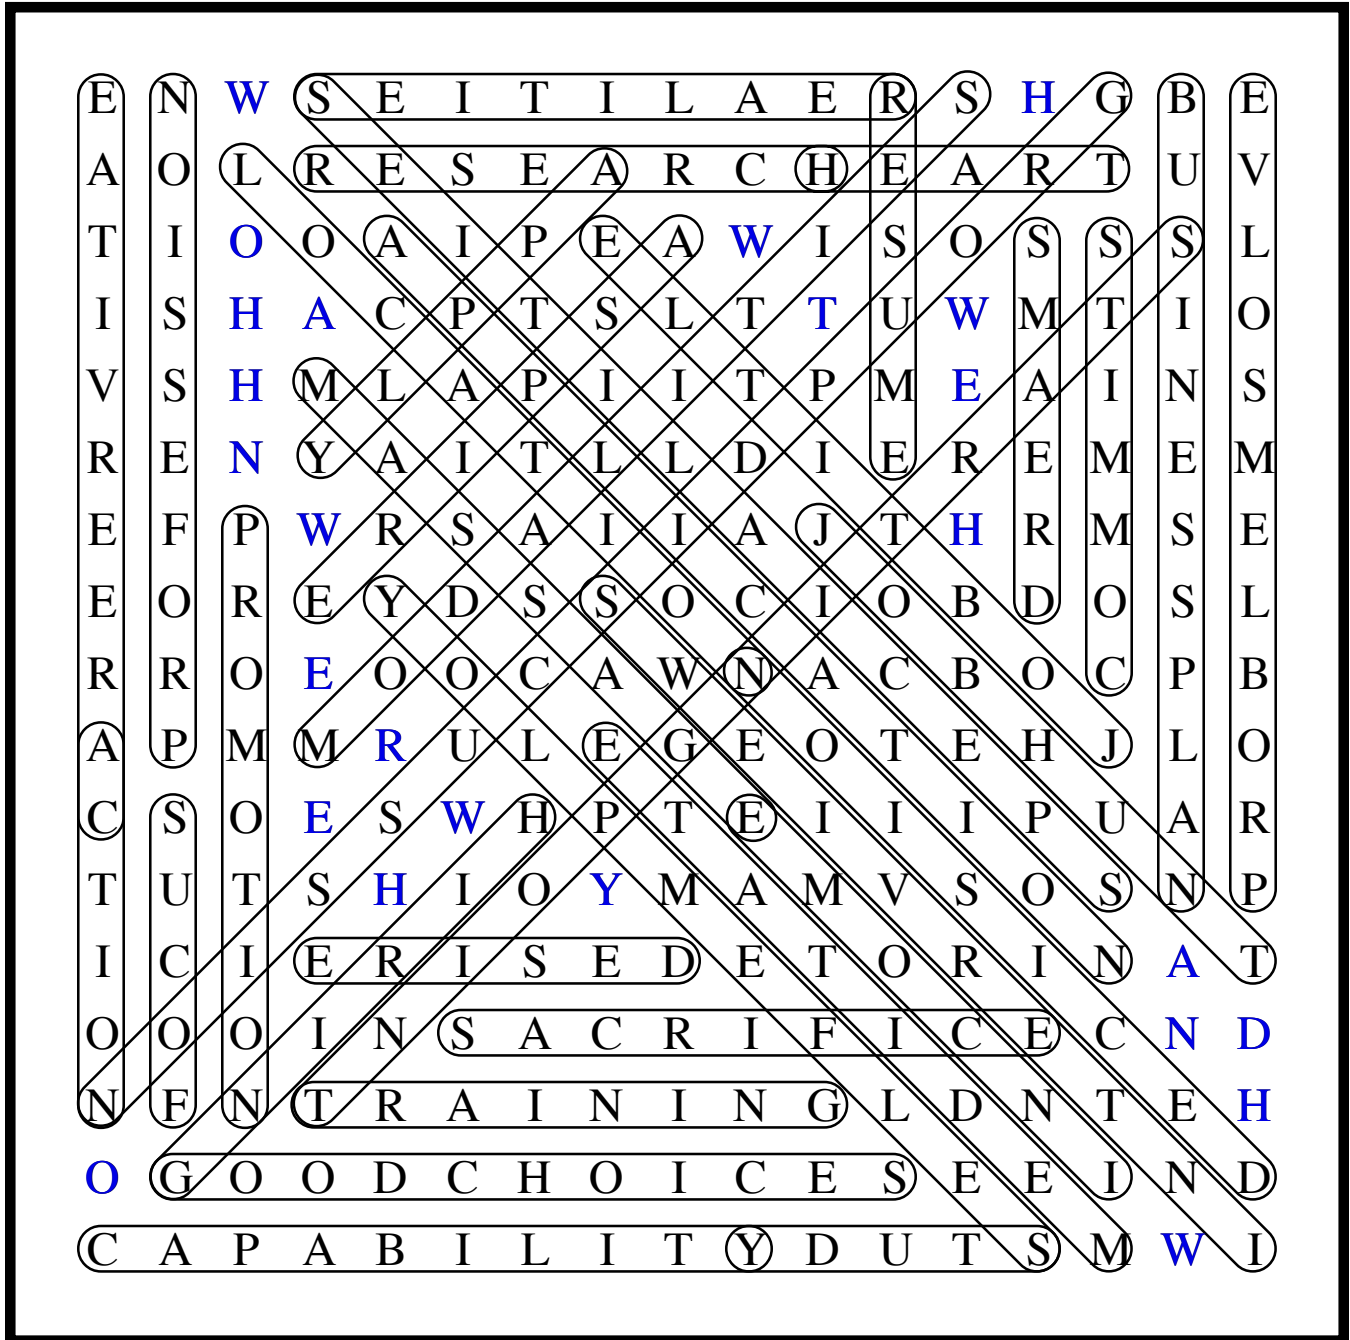 E N W S E I T I L A E R S H G B E
A O L R E S E A R C H E A R T U V
T I O O A I P E A W I S O S S S L
I S H A C P T S L T T U W M T I O
V S H M L A P I I T P M E A I N S
R E N Y A I T L L D I E R E M E M
E F P W R S A I I A J T H R M S E
E O R E Y D S S O C I O B D O S L
R R O E O O C A W N A C B O C P B
A P M M R U L E G E O T E H J L O
C S O E S W H P T E I I I P U A R
T U T S H I O Y M A M V S O S N P
I C I E R I S E D E T O R I N A T
O O O I N S A C R I F I C E C N D
N F N T R A I N I N G L D N T E H
O G O O D C H O I C E S E E I N D
C A P A B I L I T Y D U T S M W I